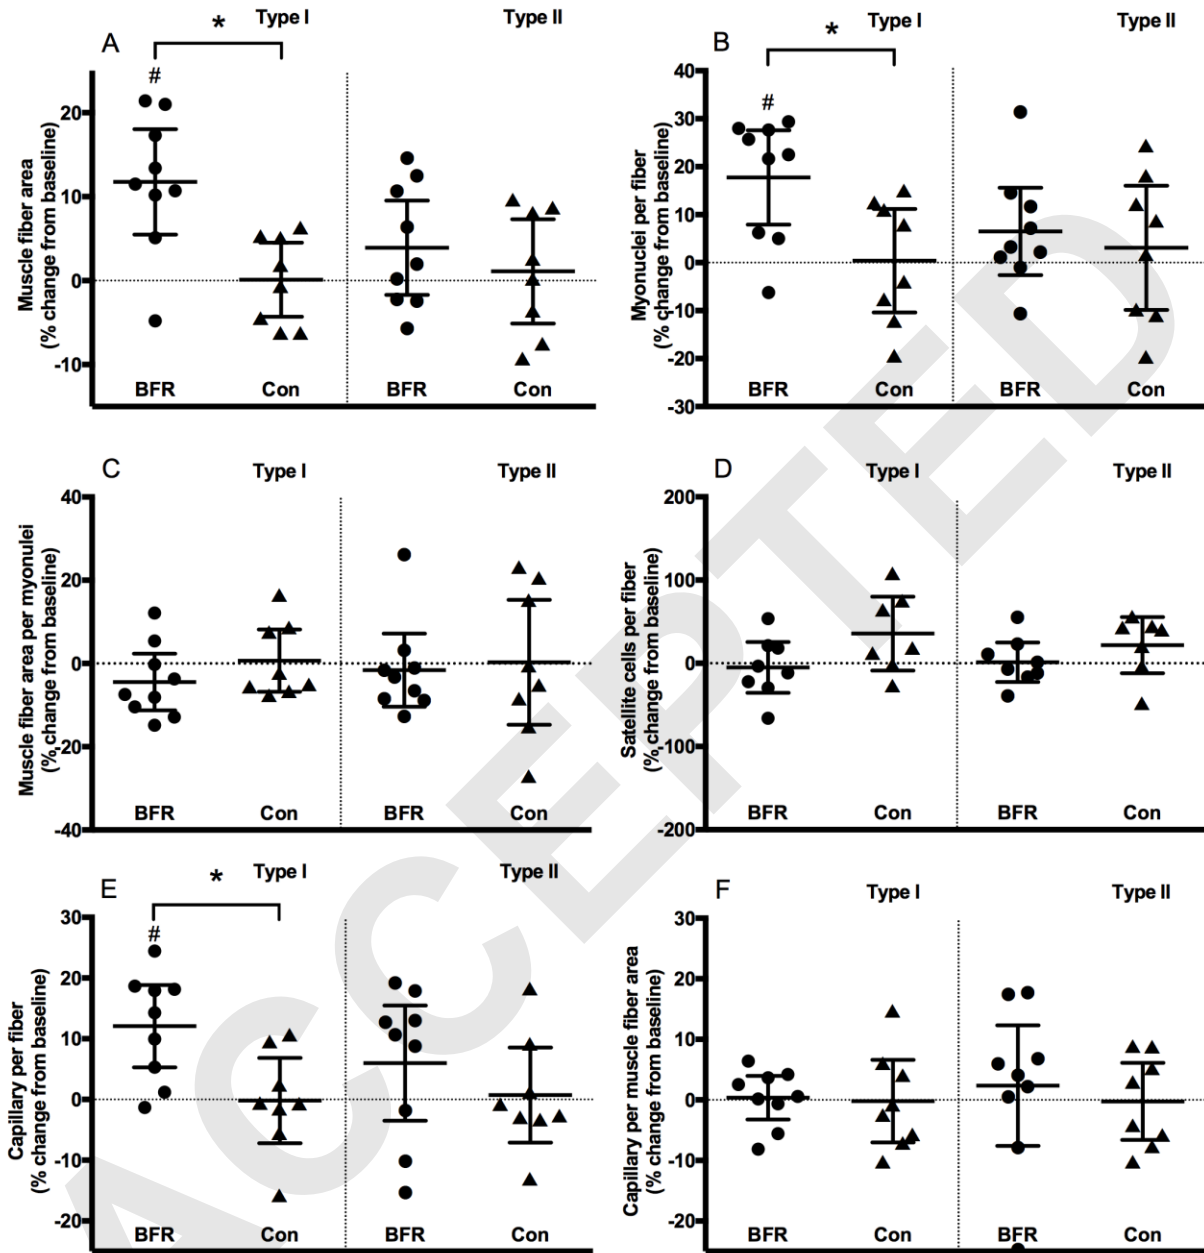 A
Type I
Type II
*
#
Muscle fiber area
(% change from baseline)
20
10
0
-10
BFR
Con
BFR
Con
B
Type I
Type II
*
#
Myonuclei per fiber
(% change from baseline)
40
30
20
10
0
-10
-20
-30
BFR
Con
BFR
Con
C
Type I
Type II
Muscle fiber area per myonulei
(% change from baseline)
40
20
0
-20
-40
BFR
Con
BFR
Con
D
Type I
Type II
Satellite cells per fiber
(% change from baseline)
200
100
0
-100
-200
BFR
Con
BFR
Con
E
Type I
Type II
*
#
Capillary per fiber
(% change from baseline)
30
20
10
0
-10
-20
BFR
Con
BFR
Con
F
Type I
Type II
Capillary per muscle fiber area
(% change from baseline)
30
20
10
0
-10
-20
BFR
Con
BFR
Con
ACCEPTED